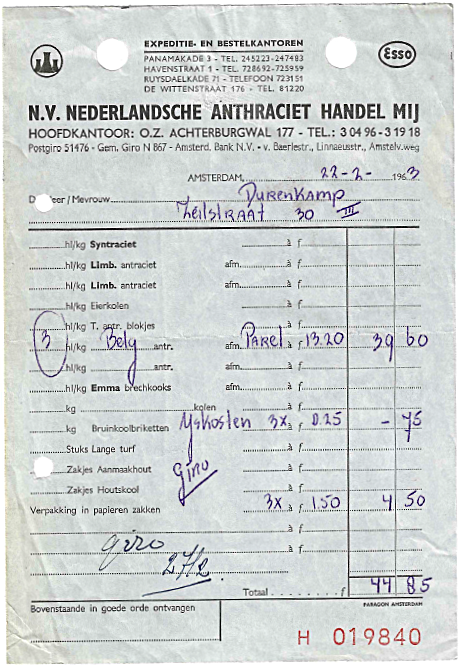 EXPEDITIE- EN BESTELKANTOREN
PANAMAKADE 3 - TEL. 245223-247483
HAVENSTRAAT 1 - TEL. 728692-725959
RUYSDAELKADE 71 - TELEFOON 723151
DE WITTENSTRAAT 176 - TEL. 81220
Esso
N.V. NEDERLANDSCHE ANTHRACIET HANDEL MIJ
HOOFDKANTOOR: O.Z. ACHTERBURGWAL 177 - TEL.: 3 04 96 - 3 19 18
Postgiro 51476 - Gem. Giro N 867 - Amsterd. Bank N.V. - v. Baerlestr., Linnaeusstr., Amstelv.weg
AMSTERDAM, 22-2- 1963
De Heer / Mevrouw DURENKAMP
Zeilstraat 30 III
hl/kg Syntraciet à f
hl/kg Limb. antraciet afm. à f
hl/kg Limb. antraciet afm. à f
hl/kg Eierkolen à f
hl/kg T. antr. blokjes à f
3 hl/kg Belg antr. afm. PAREL à f 13.20 39 60
hl/kg antr. afm. à f
hl/kg Emma brechkooks afm. à f
kg kolen à f
kg Bruinkoolbriketten Yskosten 3X à f 0.25 - 75
Stuks Lange turf à f
Zakjes Aanmaakhout GIRO à f
Zakjes Houtskool à f
Verpakking in papieren zakken 3X à f 1.50 4 50
giro à f
27/2 à f
Totaal f 44 85
PARAGON AMSTERDAM
Bovenstaande in goede orde ontvangen
H 019840